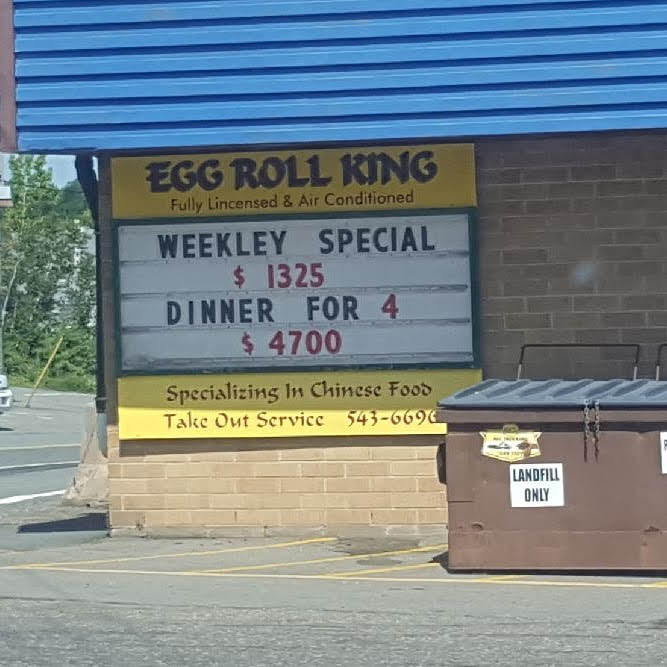 EGG ROLL KING
Fully Lincensed & Air Conditioned
WEEKLEY SPECIAL
$ 1325
DINNER FOR 4
$ 4700
Specializing In Chinese Food
Take Out Service 543-6696
LANDFILL
ONLY